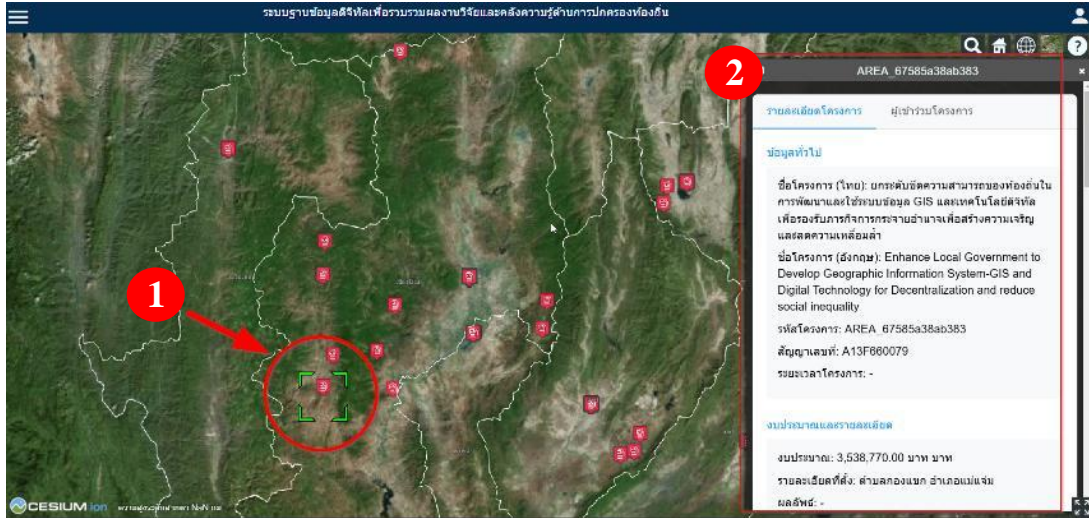 ระบบฐานข้อมูลดิจิทัลเพื่อรวบรวมผลงานวิจัยและคลังความรู้ด้านการปกครองท้องถิ่น
?
2
AREA_67585a38ab383
×
รายละเอียดโครงการ ผู้เข้าร่วมโครงการ
ข้อมูลทั่วไป
ชื่อโครงการ (ไทย): ยกระดับขีดความสามารถของท้องถิ่นใน
การพัฒนาและใช้ระบบข้อมูล GIS และเทคโนโลยีดิจิทัล
เพื่อรองรับภารกิจการกระจายอำนาจเพื่อสร้างความเจริญ
และลดความเหลื่อมล้ำ
ชื่อโครงการ (อังกฤษ): Enhance Local Government to
Develop Geographic Information System-GIS and
Digital Technology for Decentralization and reduce
social inequality
รหัสโครงการ: AREA_67585a38ab383
สัญญาเลขที่: A13F660079
ระยะเวลาโครงการ: -
งบประมาณและรายละเอียด
งบประมาณ: 3,538,770.00 บาท บาท
รายละเอียดที่ตั้ง: ตำบลกองแขก อำเภอแม่แจ่ม
ผลลัพธ์: -
1
CESIUM ion